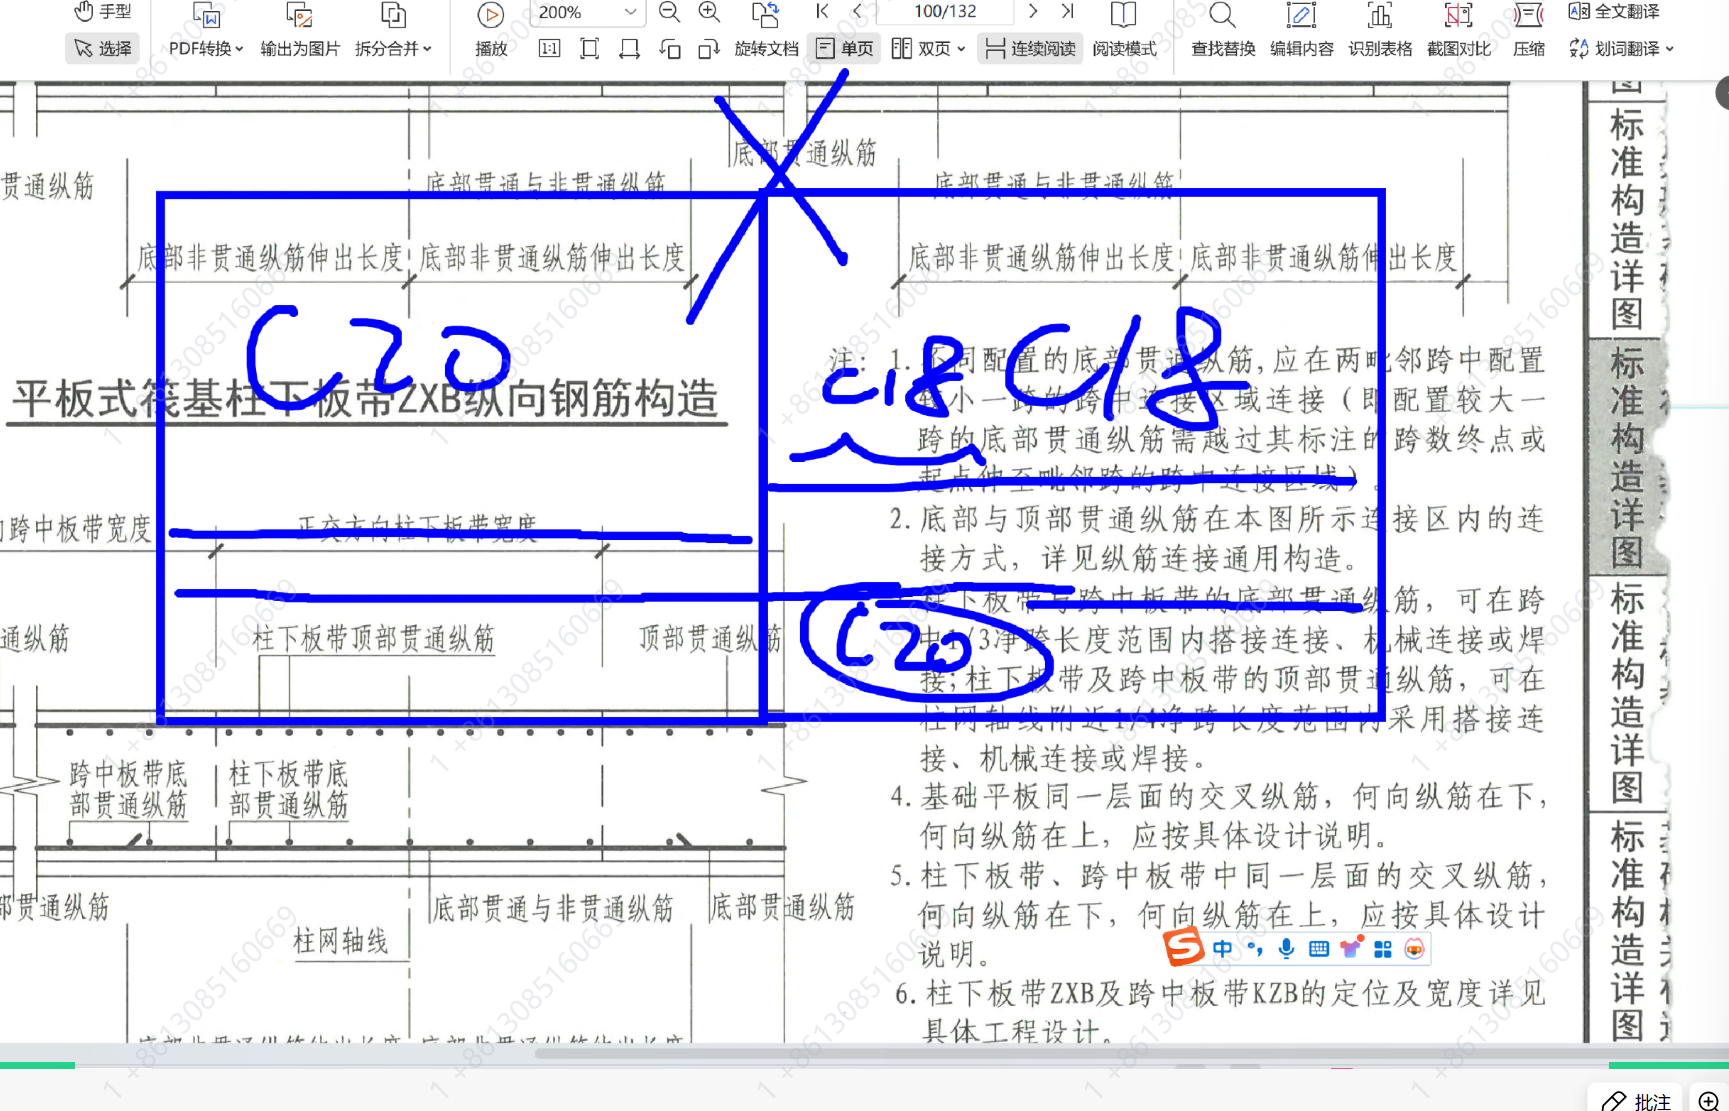 手型
200%
100/132
全文翻译
选择
PDF转换
输出为图片
拆分合并
播放
旋转文档
单页
双页
连续阅读
阅读模式
查找替换
编辑内容
识别表格
截图对比
压缩
划词翻译
底部贯通纵筋
贯通纵筋
底部贯通与非贯通纵筋
底部贯通与非贯通纵筋
底部非贯通纵筋伸出长度
底部非贯通纵筋伸出长度
底部非贯通纵筋伸出长度
底部非贯通纵筋伸出长度
C20
C18
C18
平板式筏基柱下板带ZXB纵向钢筋构造
注：1.不同配置的底部贯通纵筋,应在两毗邻跨中配置
较小一跨的跨中连接区域连接（即配置较大一
跨的底部贯通纵筋需越过其标注的跨数终点或
起点伸至毗邻跨的跨中连接区域）。
2.底部与顶部贯通纵筋在本图所示连接区内的连
接方式，详见纵筋连接通用构造。
柱下板带与跨中板带的底部贯通纵筋，可在跨
中1/3净跨长度范围内搭接连接、机械连接或焊
接；柱下板带及跨中板带的顶部贯通纵筋，可在
柱网轴线附近1/4净跨长度范围内采用搭接连
接、机械连接或焊接。
4.基础平板同一层面的交叉纵筋，何向纵筋在下，
何向纵筋在上，应按具体设计说明。
5.柱下板带、跨中板带中同一层面的交叉纵筋，
何向纵筋在下，何向纵筋在上，应按具体设计
说明。
6.柱下板带ZXB及跨中板带KZB的定位及宽度详见
具体工程设计。
C20
跨中板带宽度
正交方向柱下板带宽度
通纵筋
柱下板带顶部贯通纵筋
顶部贯通纵筋
跨中板带底
部贯通纵筋
柱下板带底
部贯通纵筋
部贯通纵筋
底部贯通与非贯通纵筋
底部贯通纵筋
柱网轴线
底部非贯通纵筋伸出长度
底部非贯通纵筋伸出长度
标准构造详图
标准构造详图
标准构造详图
标准构造详图
中
批注
1 +8613085160669